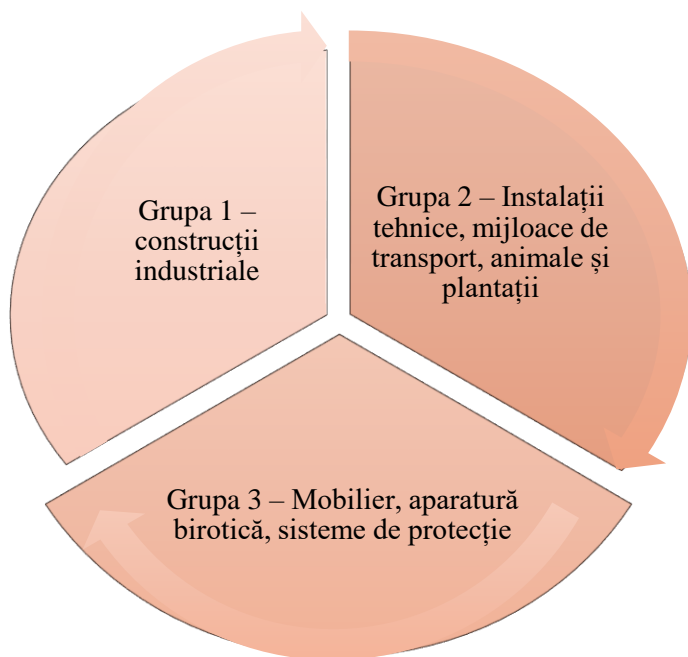 Grupa 1 –
construcții
industriale
Grupa 2 – Instalații
tehnice, mijloace de
transport, animale și
plantații
Grupa 3 – Mobilier, aparatură
birotică, sisteme de protecție